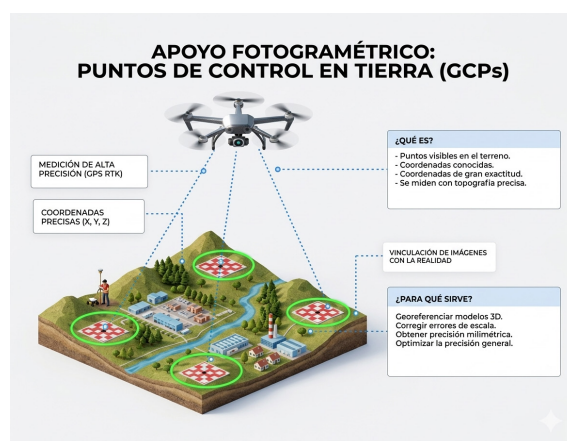 APOYO FOTOGRAMÉTRICO:
PUNTOS DE CONTROL EN TIERRA (GCPs)
MEDICIÓN DE ALTA
PRECISIÓN (GPS RTK)
COORDENADAS
PRECISAS (X, Y, Z)
¿QUÉ ES?
- Puntos visibles en el terreno.
- Coordenadas conocidas.
- Coordenadas de gran exactitud.
- Se miden con topografía precisa.
VINCULACIÓN DE IMÁGENES
CON LA REALIDAD
¿PARA QUÉ SIRVE?
Georeferenciar modelos 3D.
Corregir errores de escala.
Obtener precisión milimétrica.
Optimizar la precisión general.